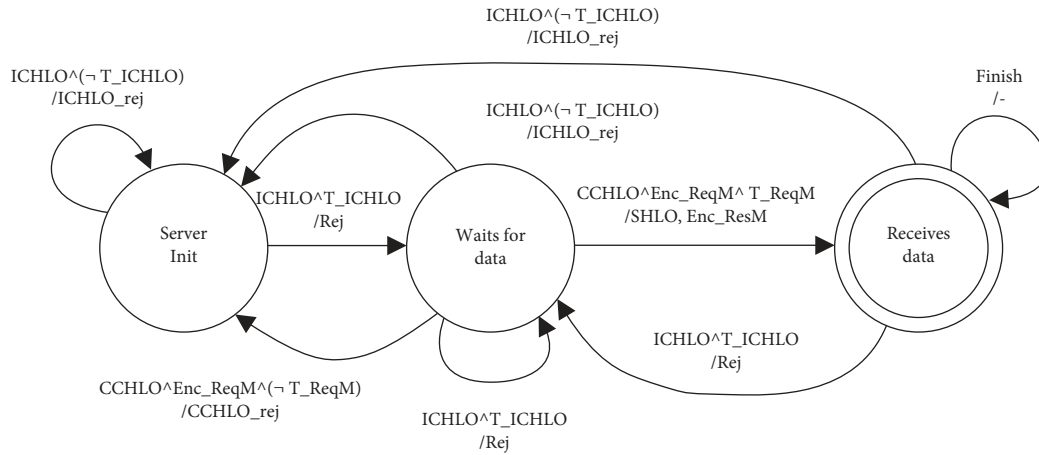 ICHLO^(¬ T_ICHLO)
/ICHLO_rej
ICHLO^(¬ T_ICHLO)
/ICHLO_rej
Finish
/-
ICHLO^(¬ T_ICHLO)
/ICHLO_rej
ICHLO^T_ICHLO
/Rej
CCHLO^Enc_ReqM^ T_ReqM
/SHLO, Enc_ResM
Server
Init
Waits for
data
Receives
data
ICHLO^T_ICHLO
/Rej
CCHLO^Enc_ReqM^(¬ T_ReqM)
/CCHLO_rej
ICHLO^T_ICHLO
/Rej